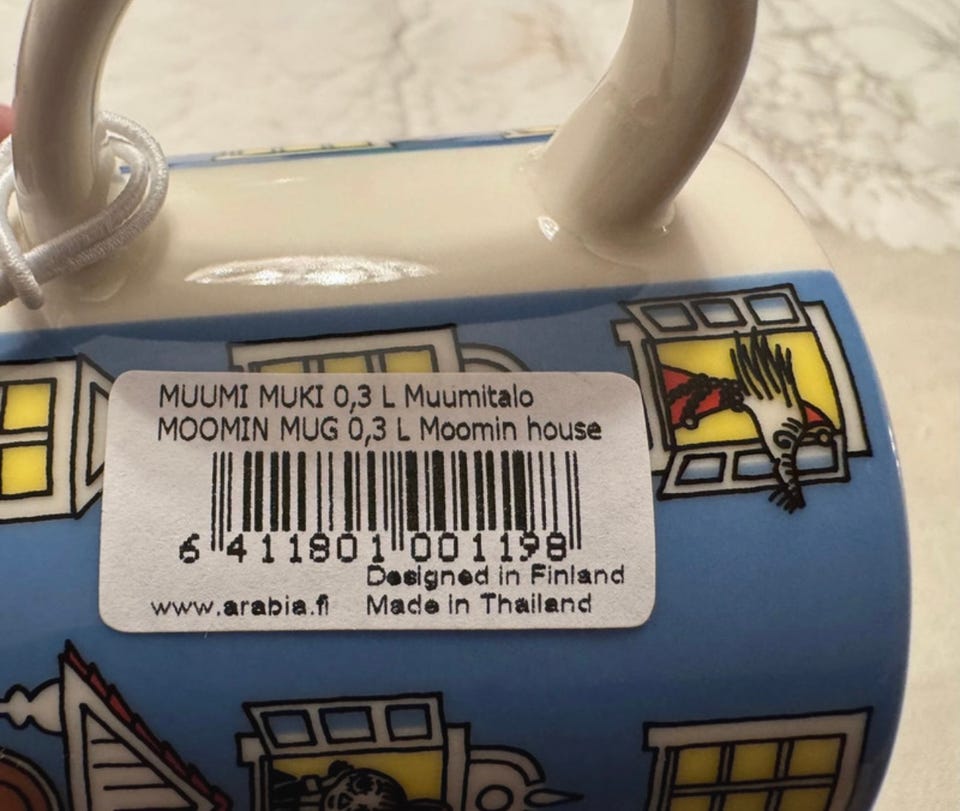 MUUMI MUKI 0,3 L Muumitalo
MOOMIN MUG 0,3 L Moomin house
6 411801 001198
Designed in Finland
www.arabia.fi Made in Thailand